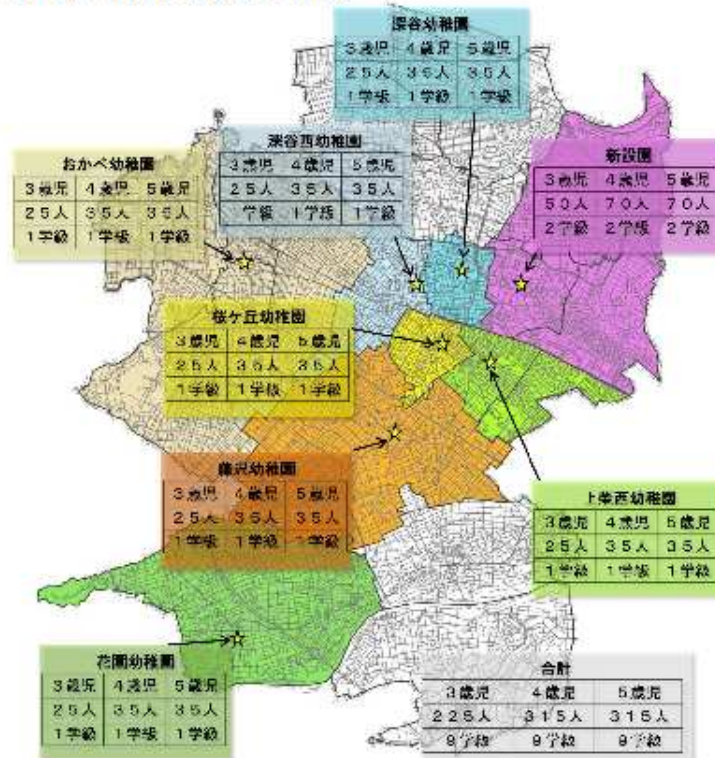 深谷幼稚園
3歳児 4歳児 5歳児
25人 35人 35人
1学級 1学級 1学級
深谷西幼稚園
3歳児 4歳児 5歳児
25人 35人 35人
1学級 1学級 1学級
おかべ幼稚園
3歳児 4歳児 5歳児
25人 35人 35人
1学級 1学級 1学級
新設園
3歳児 4歳児 5歳児
50人 70人 70人
2学級 2学級 2学級
桜ケ丘幼稚園
3歳児 4歳児 5歳児
25人 35人 35人
1学級 1学級 1学級
藤沢幼稚園
3歳児 4歳児 5歳児
25人 35人 35人
1学級 1学級 1学級
上柴西幼稚園
3歳児 4歳児 5歳児
25人 35人 35人
1学級 1学級 1学級
花園幼稚園
3歳児 4歳児 5歳児
25人 35人 35人
1学級 1学級 1学級
合計
3歳児 4歳児 5歳児
225人 315人 315人
9学級 9学級 9学級